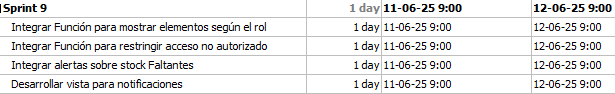 Sprint 9 1 day 11-06-25 9:00 12-06-25 9:00
Integrar Función para mostrar elementos según el rol 1 day 11-06-25 9:00 12-06-25 9:00
Integrar Función para restringir acceso no autorizado 1 day 11-06-25 9:00 12-06-25 9:00
Integrar alertas sobre stock Faltantes 1 day 11-06-25 9:00 12-06-25 9:00
Desarrollar vista para notificaciones 1 day 11-06-25 9:00 12-06-25 9:00